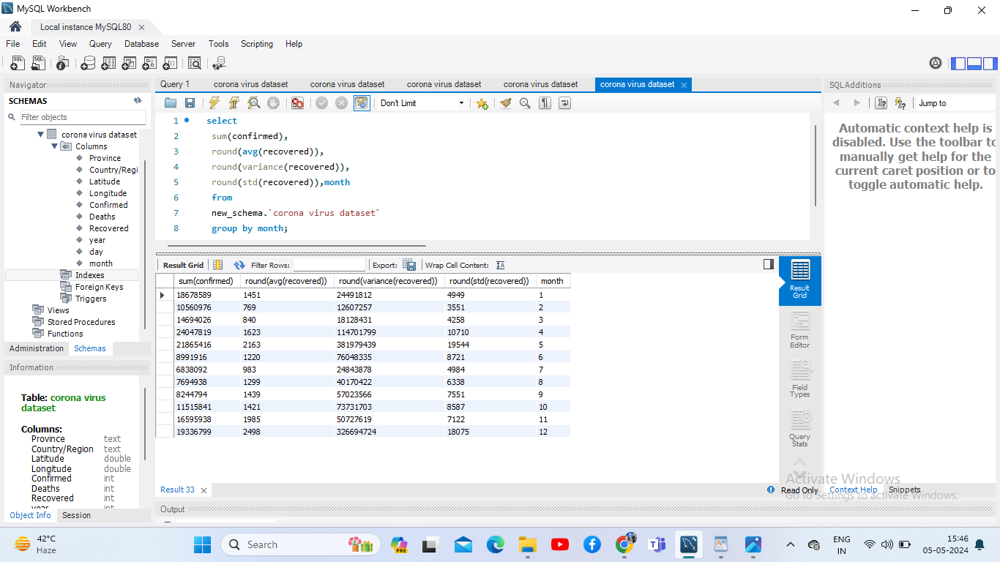 MySQL Workbench
Local instance MySQL80
File Edit View Query Database Server Tools Scripting Help
Navigator
SCHEMAS
Filter objects
corona virus dataset
Columns
Province
Country/Regi
Latitude
Longitude
Confirmed
Deaths
Recovered
year
day
month
Indexes
Foreign Keys
Triggers
Views
Stored Procedures
Functions
Administration Schemas
Information
Table: corona virus
dataset
Columns:
Province text
Country/Region text
Latitude double
Longitude double
Confirmed int
Deaths int
Recovered int
year int
Object Info Session
Query 1 corona virus dataset corona virus dataset corona virus dataset corona virus dataset corona virus dataset
Don't Limit
1 select
2 sum(confirmed),
3 round(avg(recovered)),
4 round(variance(recovered)),
5 round(std(recovered)),month
6 from
7 new_schema.`corona virus dataset`
8 group by month;
Result Grid Filter Rows: Export: Wrap Cell Content:
sum(confirmed) round(avg(recovered)) round(variance(recovered)) round(std(recovered)) month
18678589 1451 24491812 4949 1
10560976 769 12607257 3551 2
14694026 840 18128431 4258 3
24047819 1623 114701799 10710 4
21865416 2163 381979439 19544 5
8991916 1220 76048335 8721 6
6838092 983 24843878 4984 7
7694938 1299 40170422 6338 8
8244794 1439 57023566 7551 9
11515841 1421 73731703 8587 10
16595938 1985 50727619 7122 11
19336799 2498 326694724 18075 12
Result
Grid
Form
Editor
Field
Types
Query
Stats
Result 33
Read Only
Output
SQLAdditions
Jump to
Automatic context help is
disabled. Use the toolbar to
manually get help for the
current caret position or to
toggle automatic help.
Activate Windows
Go to Settings to activate Windows.
Context Help Snippets
42°C
Haze
Search
PRE
ENG
IN
15:46
05-05-2024